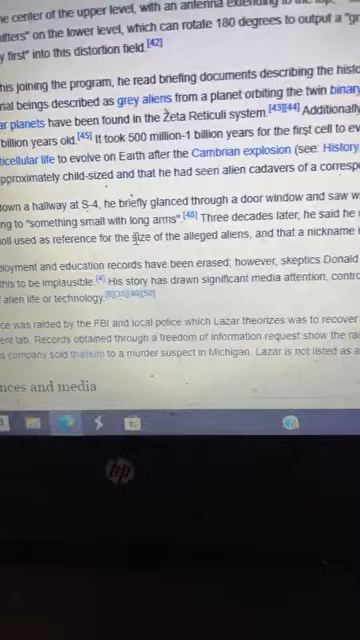 he center of the upper level, with an antenna extending to the top.
mitters" on the lower level, which can rotate 180 degrees to output a "gr
y first" into this distortion field.[42]
his joining the program, he read briefing documents describing the histo
rial beings described as grey aliens from a planet orbiting the twin binary
ar planets have been found in the Zeta Reticuli system.[43][44] Additionally
billion years old.[45] It took 500 million-1 billion years for the first cell to ev
ticellular life to evolve on Earth after the Cambrian explosion (see: History
pproximately child-sized and that he had seen alien cadavers of a corresp
own a hallway at S-4, he briefly glanced through a door window and saw w
ng to "something small with long arms".[48] Three decades later, he said he
oll used as reference for the size of the alleged aliens, and that a nickname
loyment and education records have been erased; however, skeptics Donald
this to be implausible.[4] His story has drawn significant media attention, contro
alien life or technology.[8][35][49][50]
ce was raided by the FBI and local police which Lazar theorizes was to recover
ent lab. Records obtained through a freedom of information request show the rai
s company sold thallium to a murder suspect in Michigan. Lazar is not listed as a
nces and media
hp